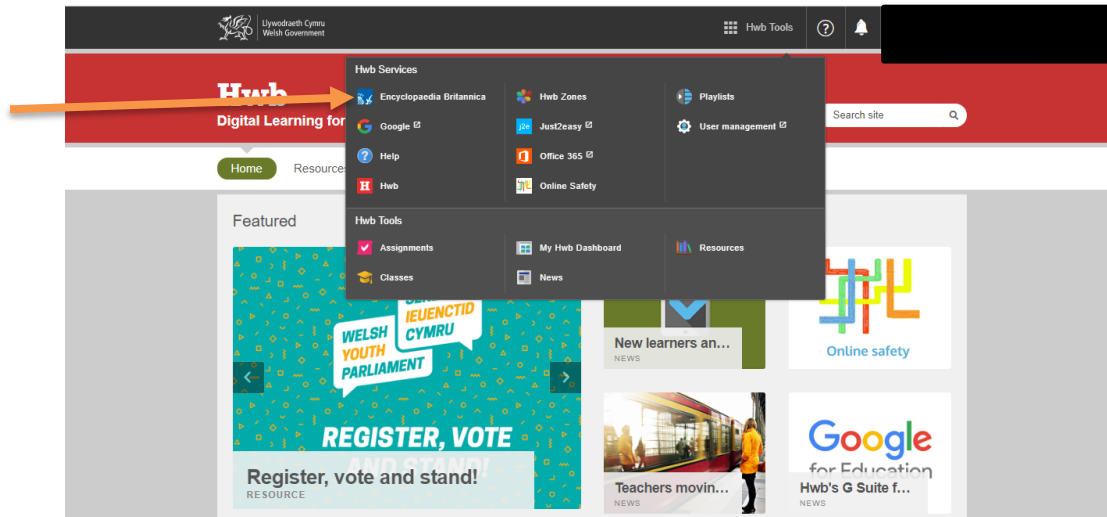 Llywodraeth Cymru
Welsh Government
Hwb Tools
Hwb
Digital Learning for
Search site
Home Resource
Hwb Services
Encyclopaedia Britannica
Google
Help
Hwb
Hwb Zones
j2e Just2easy
Office 365
Online Safety
Playlists
User management
Hwb Tools
Assignments
Classes
My Hwb Dashboard
News
Resources
Featured
WELSH
YOUTH
PARLIAMENT
IEUENCTID
CYMRU
REGISTER, VOTE
AND STAND!
Register, vote and stand!
RESOURCE
New learners an...
NEWS
Online safety
Teachers movin...
NEWS
Google
for Education
Hwb's G Suite f...
NEWS